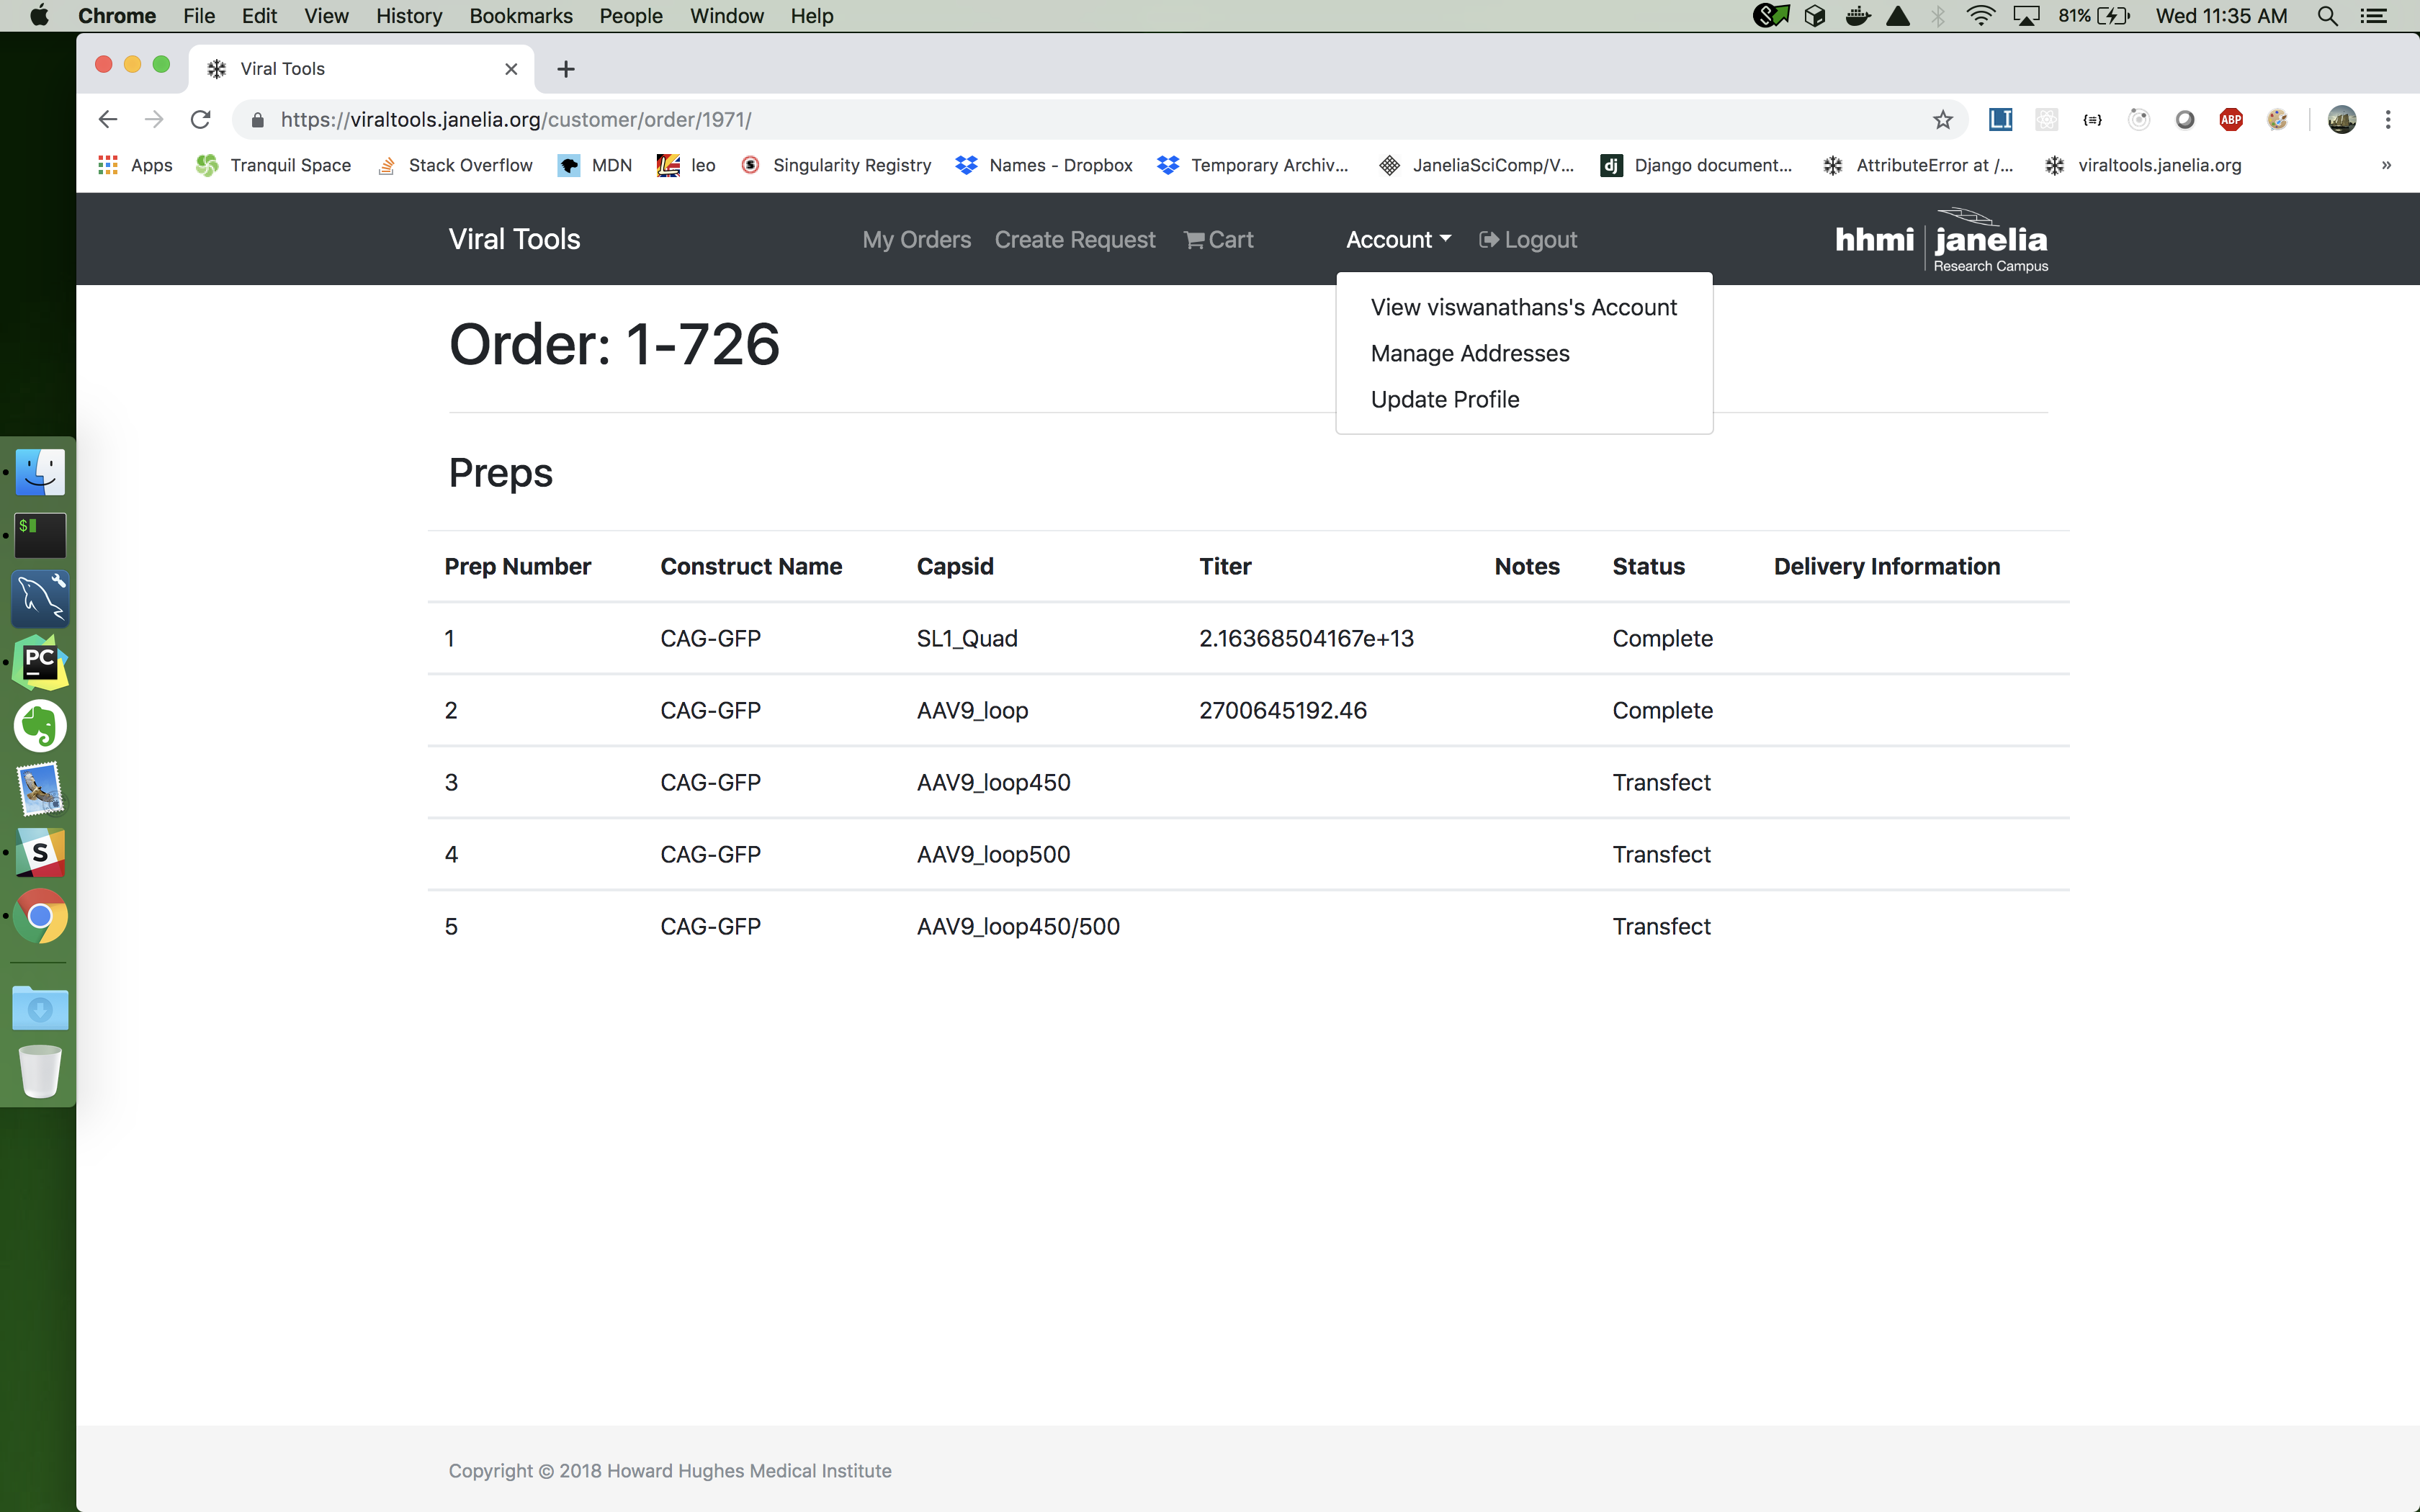 Chrome File Edit View History Bookmarks People Window Help 81% Wed 11:35 AM
Viral Tools
https://viraltools.janelia.org/customer/order/1971/
LI {≡} ABP
Apps Tranquil Space Stack Overflow MDN leo Singularity Registry Names - Dropbox Temporary Archiv... JaneliaSciComp/V... dj Django document... AttributeError at /... viraltools.janelia.org »
Viral Tools My Orders Create Request Cart Account Logout
hhmi janelia
Research Campus
View viswanathans's Account
Manage Addresses
Update Profile
Order: 1-726
Preps
Prep Number Construct Name Capsid Titer Notes Status Delivery Information
1 CAG-GFP SL1_Quad 2.16368504167e+13 Complete
2 CAG-GFP AAV9_loop 2700645192.46 Complete
3 CAG-GFP AAV9_loop450 Transfect
4 CAG-GFP AAV9_loop500 Transfect
5 CAG-GFP AAV9_loop450/500 Transfect
$
PC
S
Copyright © 2018 Howard Hughes Medical Institute